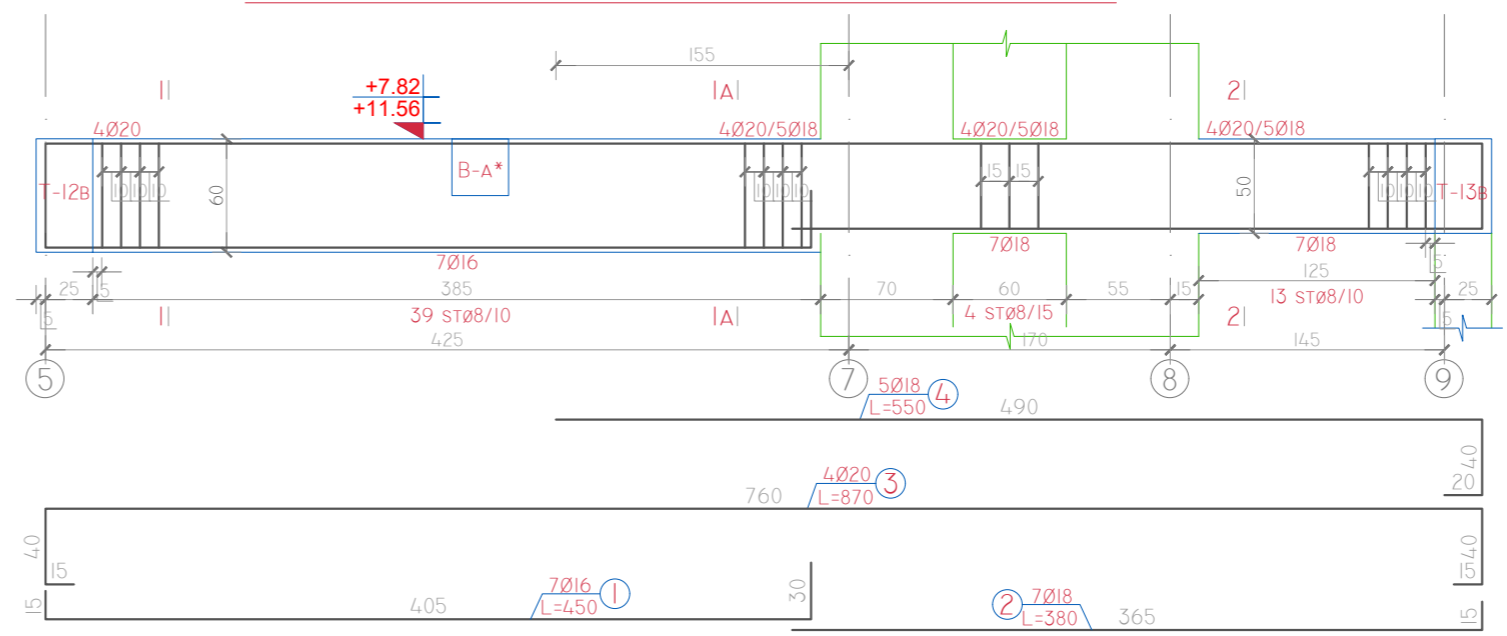 155
1
1A
2
+7.82
+11.56
4Ø20
4Ø20/5Ø18
4Ø20/5Ø18
4Ø20/5Ø18
T-12B
10 10 10
60
B-A*
10 10 10
15 15
50
10 10 10
T-13B
7Ø16
7Ø18
7Ø18
5
25
5
385
70
60
55
15
125
5
25
5
1
39 STØ8/10
1A
4 STØ8/15
2
13 STØ8/10
5
425
170
145
5
7
8
9
5Ø18
L=550
4
490
40
20
4Ø20
L=870
3
760
40
15
40
15
7Ø16
L=450
1
15
405
30
2
7Ø18
L=380
365
15